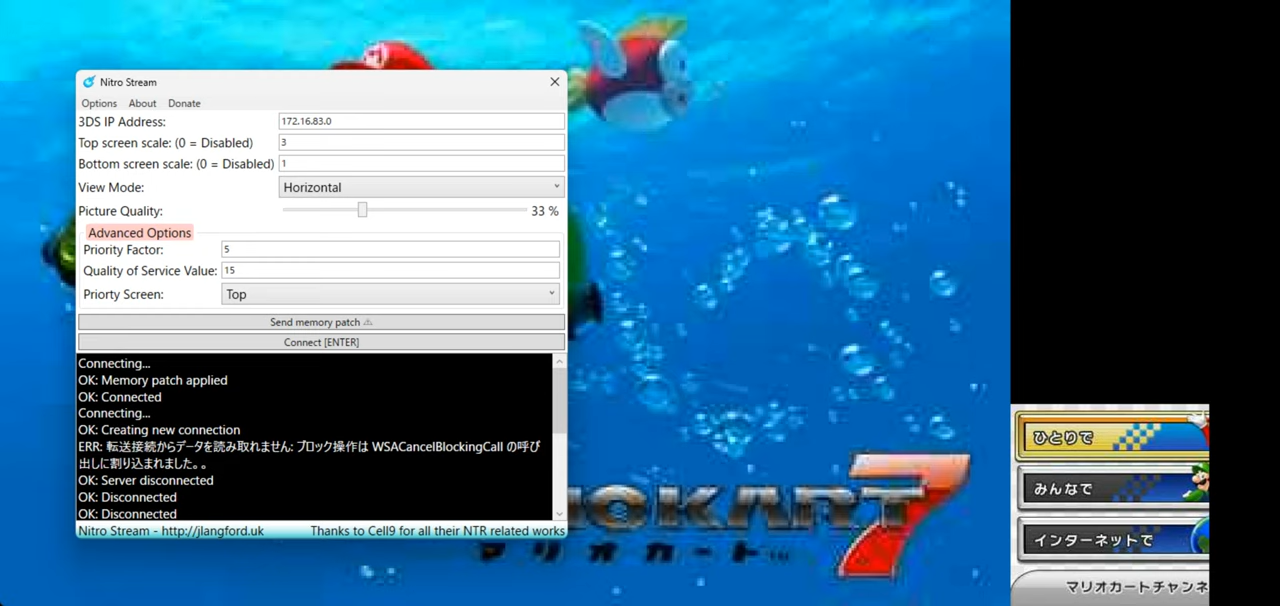 Nitro Stream
Options About Donate
3DS IP Address: 172.16.83.0
Top screen scale: (0 = Disabled) 3
Bottom screen scale: (0 = Disabled) 1
View Mode: Horizontal
Picture Quality: 33 %
Advanced Options
Priority Factor: 5
Quality of Service Value: 15
Priorty Screen: Top
Send memory patch ⚠
Connect [ENTER]
Connecting...
OK: Memory patch applied
OK: Connected
Connecting...
OK: Creating new connection
ERR: 転送接続からデータを読み取れません: ブロック操作は WSACancelBlockingCall の呼び
出しに割り込まれました。。
OK: Server disconnected
OK: Disconnected
OK: Disconnected
Nitro Stream - http://jlangford.uk Thanks to Cell9 for all their NTR related works
IOKART 7
マリオカート TM
ひとりで
みんなで
インターネットで
マリオカートチャンネ